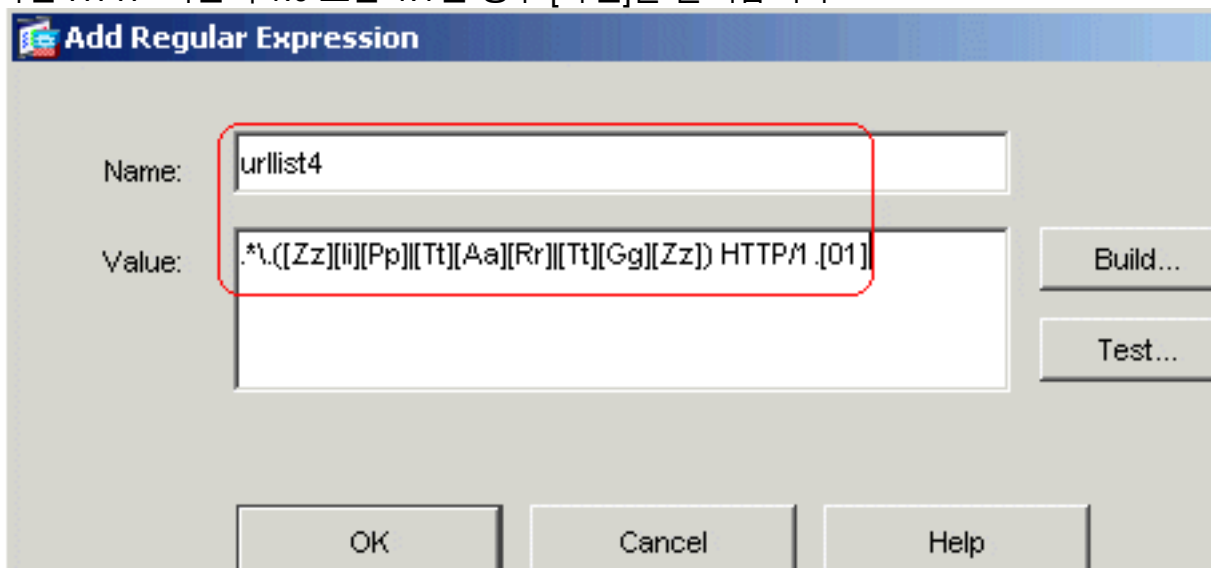 Add Regular Expression
Name:
urllist4
Value:
.*\.([Zz][Ii][Pp]|[Tt][Aa][Rr]|[Tt][Gg][Zz]) HTTP/1.[01]
Build...
Test...
OK
Cancel
Help